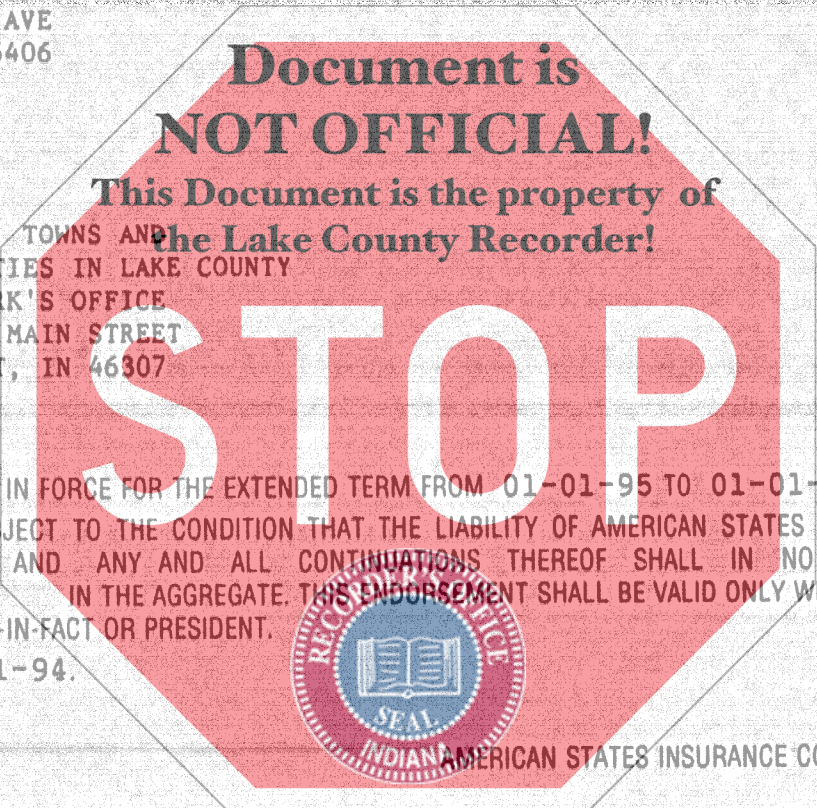 AVE
6406
Document is
NOT OFFICIAL!
This Document is the property of
the Lake County Recorder!
TOWNS AND
TIES IN LAKE COUNTY
RK'S OFFICE
MAIN STREET
T, IN 46307
STOP
IN FORCE FOR THE EXTENDED TERM FROM 01-01-95 TO 01-01-
JECT TO THE CONDITION THAT THE LIABILITY OF AMERICAN STATES
AND ANY AND ALL CONTINUATIONS THEREOF SHALL IN NO
IN THE AGGREGATE. THIS ENDORSEMENT SHALL BE VALID ONLY W
-IN-FACT OR PRESIDENT.
1-94.
RECORDER'S OFFICE
SEAL
INDIANA
AMERICAN STATES INSURANCE CO